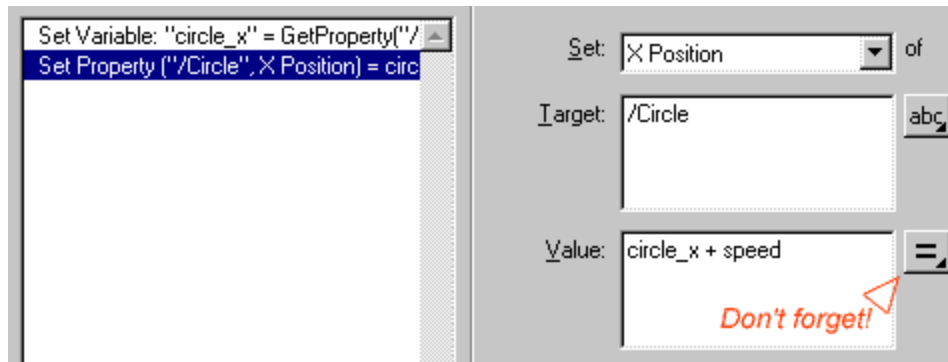 Set Variable: "circle_x" = GetProperty("/
Set Property ("/Circle", X Position) = circ
Set: X Position of
Target: /Circle
abc
Value: circle_x + speed
=
Don't forget!